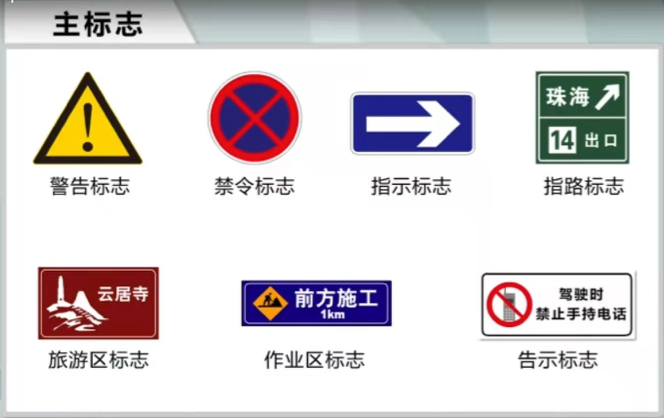 主标志
警告标志
禁令标志
指示标志
珠海
14 出口
指路标志
云居寺
旅游区标志
前方施工
1km
作业区标志
驾驶时
禁止手持电话
告示标志